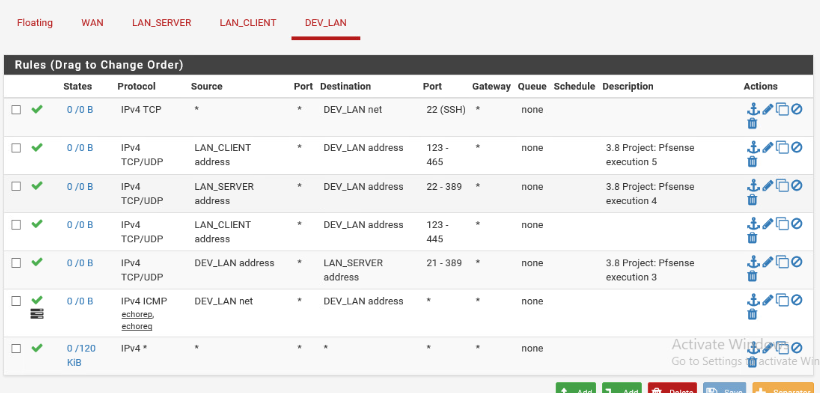 Floating WAN LAN_SERVER LAN_CLIENT DEV_LAN
Rules (Drag to Change Order)
States Protocol Source Port Destination Port Gateway Queue Schedule Description Actions
0 /0 B IPv4 TCP * * DEV_LAN net 22 (SSH) * none
0 /0 B IPv4 LAN_CLIENT * DEV_LAN address 123 - * none 3.8 Project: Pfsense
TCP/UDP address 465 execution 5
0 /0 B IPv4 LAN_SERVER * DEV_LAN address 22 - 389 * none 3.8 Project: Pfsense
TCP/UDP address execution 4
0 /0 B IPv4 LAN_CLIENT * DEV_LAN address 123 - * none
TCP/UDP address 445
0 /0 B IPv4 DEV_LAN address * LAN_SERVER 21 - 389 * none 3.8 Project: Pfsense
TCP/UDP address execution 3
0 /0 B IPv4 ICMP DEV_LAN net * DEV_LAN address * * none
echorep,
echoreq
0 /120 IPv4 * * * * * * none
KiB
Activate Windows
Go to Settings to activate Win
Add Add Delete Save Separator